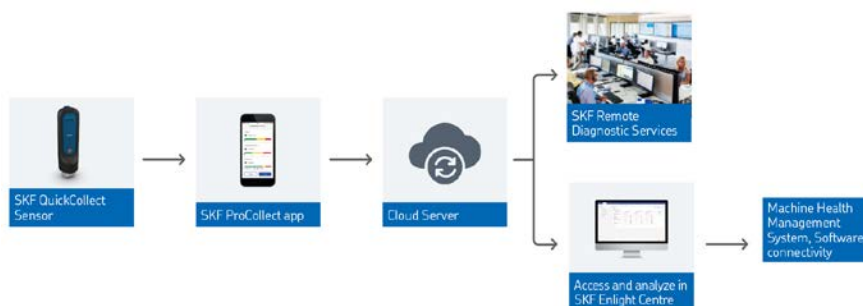 SKF QuickCollect
Sensor
SKF ProCollect app
Cloud Server
SKF Remote
Diagnostic Services
Access and analyze in
SKF Enlight Centre
Machine Health
Management
System, Software
connectivity